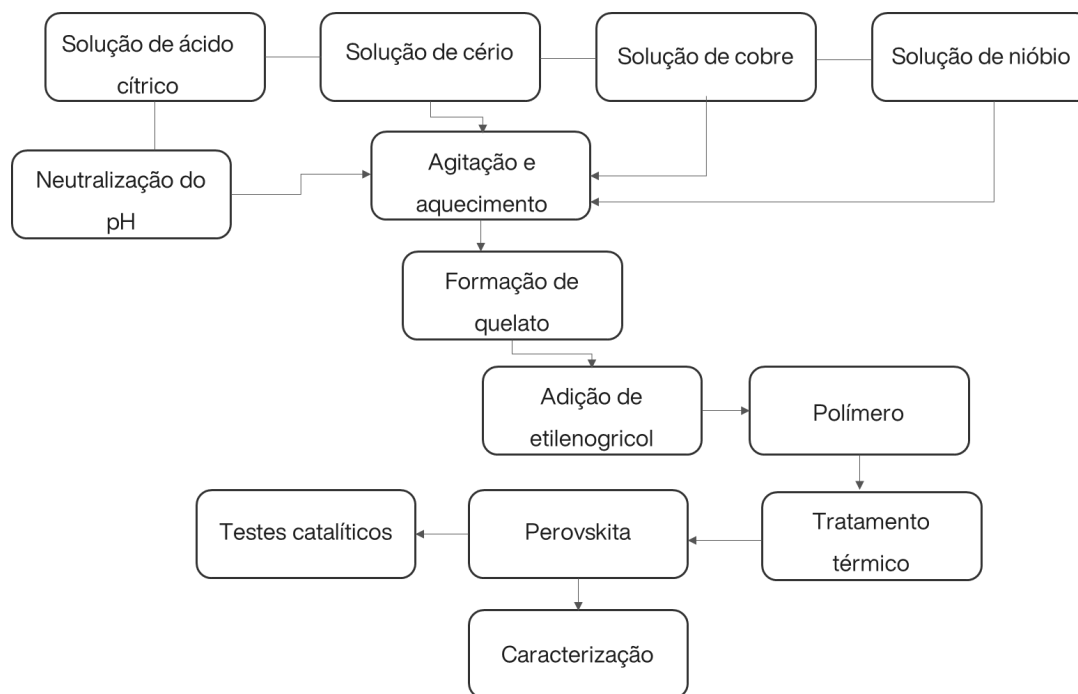 Solução de ácido
cítrico
Solução de cério
Solução de cobre
Solução de nióbio
Neutralização do
pH
Agitação e
aquecimento
Formação de
quelato
Adição de
etilenogricol
Polímero
Testes catalíticos
Perovskita
Tratamento
térmico
Caracterização